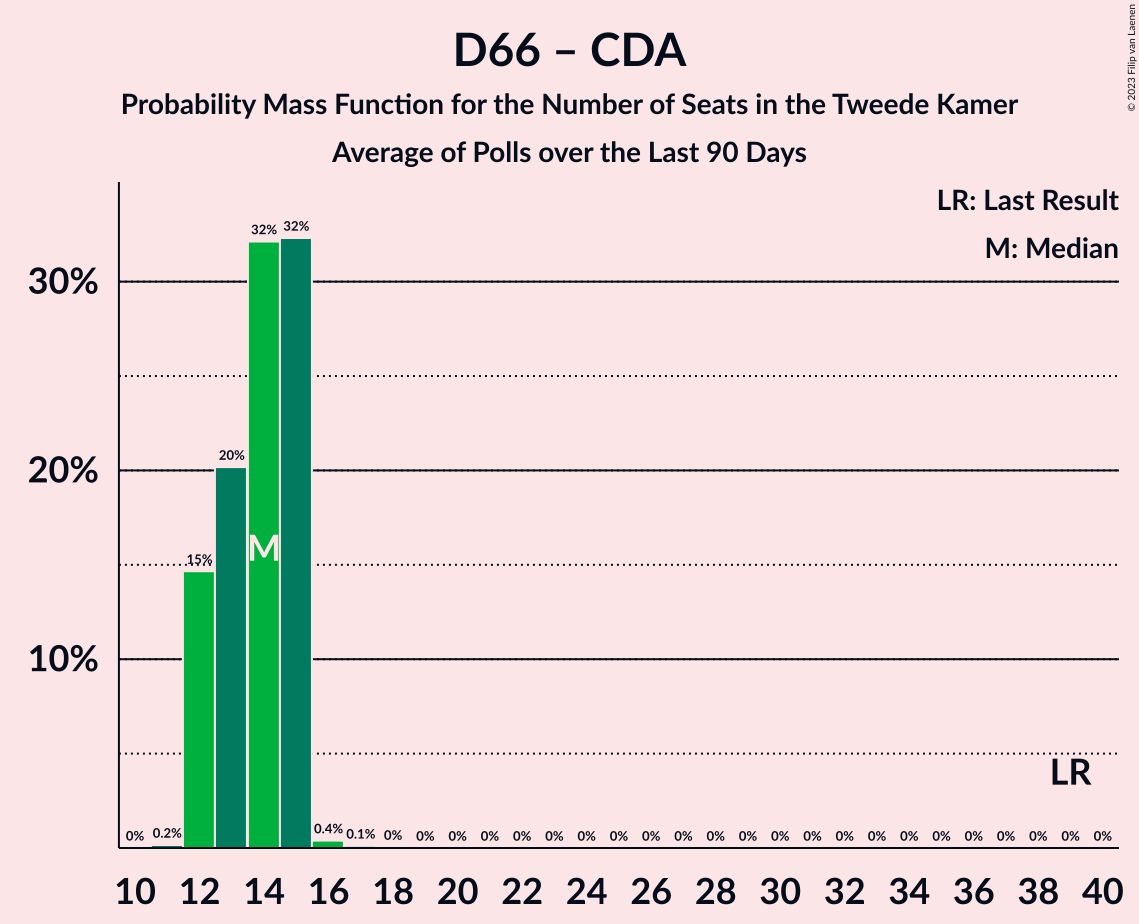 D66 – CDA
Probability Mass Function for the Number of Seats in the Tweede Kamer
Average of Polls over the Last 90 Days
© 2023 Filip van Laenen
LR: Last Result
M: Median
30%
20%
10%
0% 0.2% 15% 20% 32% 32% 0.4% 0.1% 0% 0% 0% 0% 0% 0% 0% 0% 0% 0% 0% 0% 0% 0% 0% 0% 0% 0% 0% 0% 0% 0% 0%
M
LR
10 12 14 16 18 20 22 24 26 28 30 32 34 36 38 40